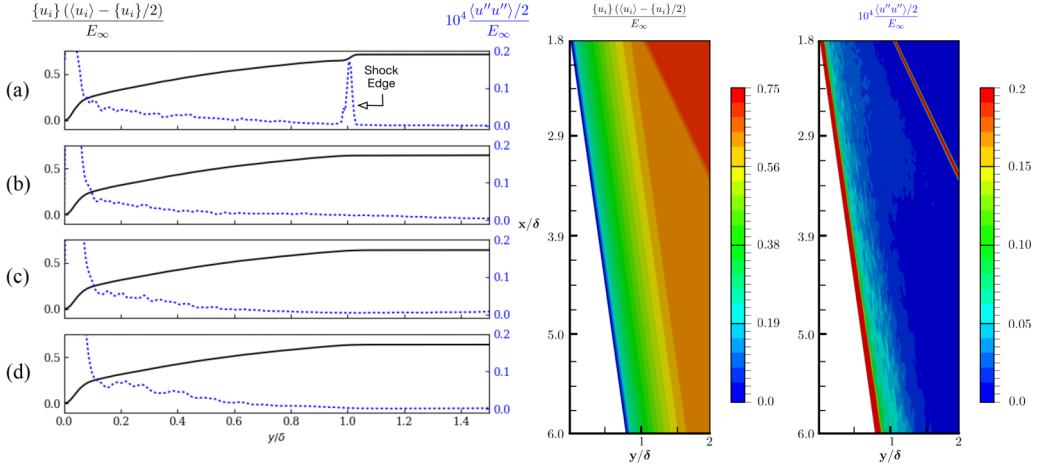 {u_i} (⟨u_i⟩ − {u_i}/2) / E_∞
10^4 ⟨u''u''⟩/2 / E_∞
(a)
0.5
0.0
0.2
0.1
0.0
Shock
Edge
(b)
0.5
0.0
0.2
0.1
0.0
(c)
0.5
0.0
0.2
0.1
0.0
(d)
0.5
0.0
0.2
0.1
0.0
0.0 0.2 0.4 0.6 0.8 1.0 1.2 1.4
y/δ
{u_i} (⟨u_i⟩ − {u_i}/2) / E_∞
x/δ
1.8
2.9
3.9
5.0
6.0
1 2
y/δ
0.75
0.56
0.38
0.19
0.0
10^4 ⟨u''u''⟩/2 / E_∞
1.8
2.9
3.9
5.0
6.0
1 2
y/δ
0.2
0.15
0.10
0.05
0.0